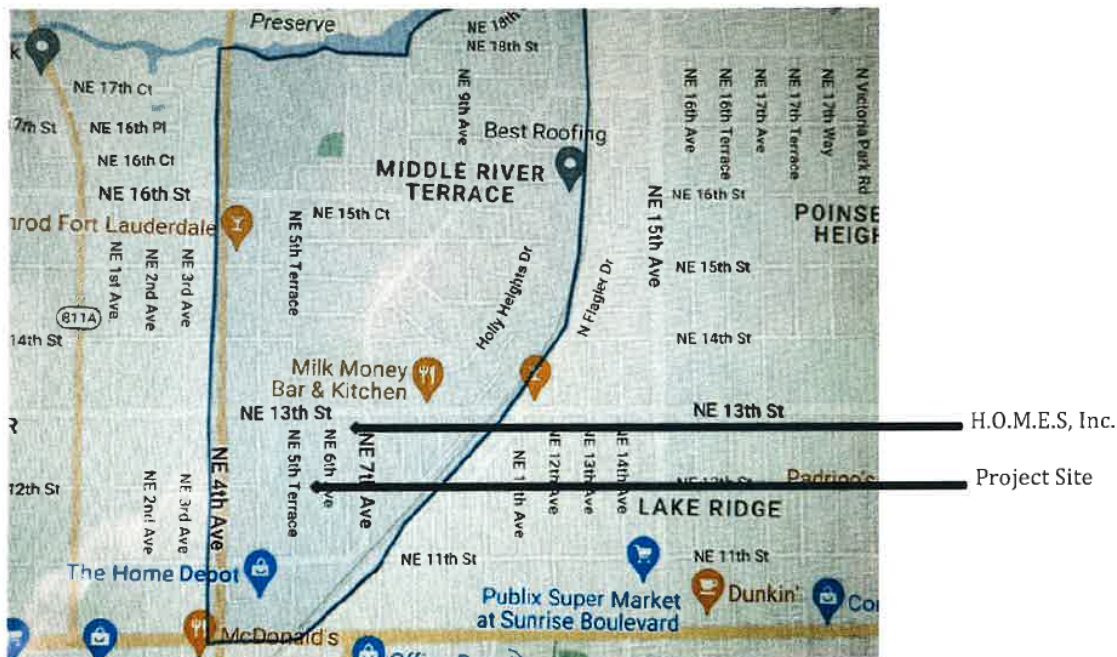 Preserve
NE 18th
NE 18th St
NE 17th Ct
NE 9th Ave
NE 16th Ave
NE 16th Terrace
NE 17th Ave
NE 17th Terrace
NE 17th Way
N Victoria Park Rd
NE 16th Pl
Best Roofing
NE 16th Ct
MIDDLE RIVER
TERRACE
NE 16th St
NE 16th St
NE 15th Ave
POINSE
HEIGH
NE 15th Ct
nrod Fort Lauderdale
NE 5th Terrace
NE 1st Ave
NE 2nd Ave
NE 3rd Ave
Holly Heights Dr
N Flagler Dr
NE 15th St
811A
14th St
NE 14th St
Milk Money
Bar & Kitchen
NE 13th St
NE 13th St
H.O.M.E.S, Inc.
R
NE 4th Ave
NE 5th Terrace
NE 6th Ave
NE 7th Ave
NE 12th Ave
NE 13th Ave
NE 14th Ave
Project Site
12th St
NE 2nd Ave
NE 3rd Ave
Padrino's
LAKE RIDGE
NE 11th St
NE 11th St
The Home Depot
Publix Super Market
at Sunrise Boulevard
Dunkin'
McDonald's